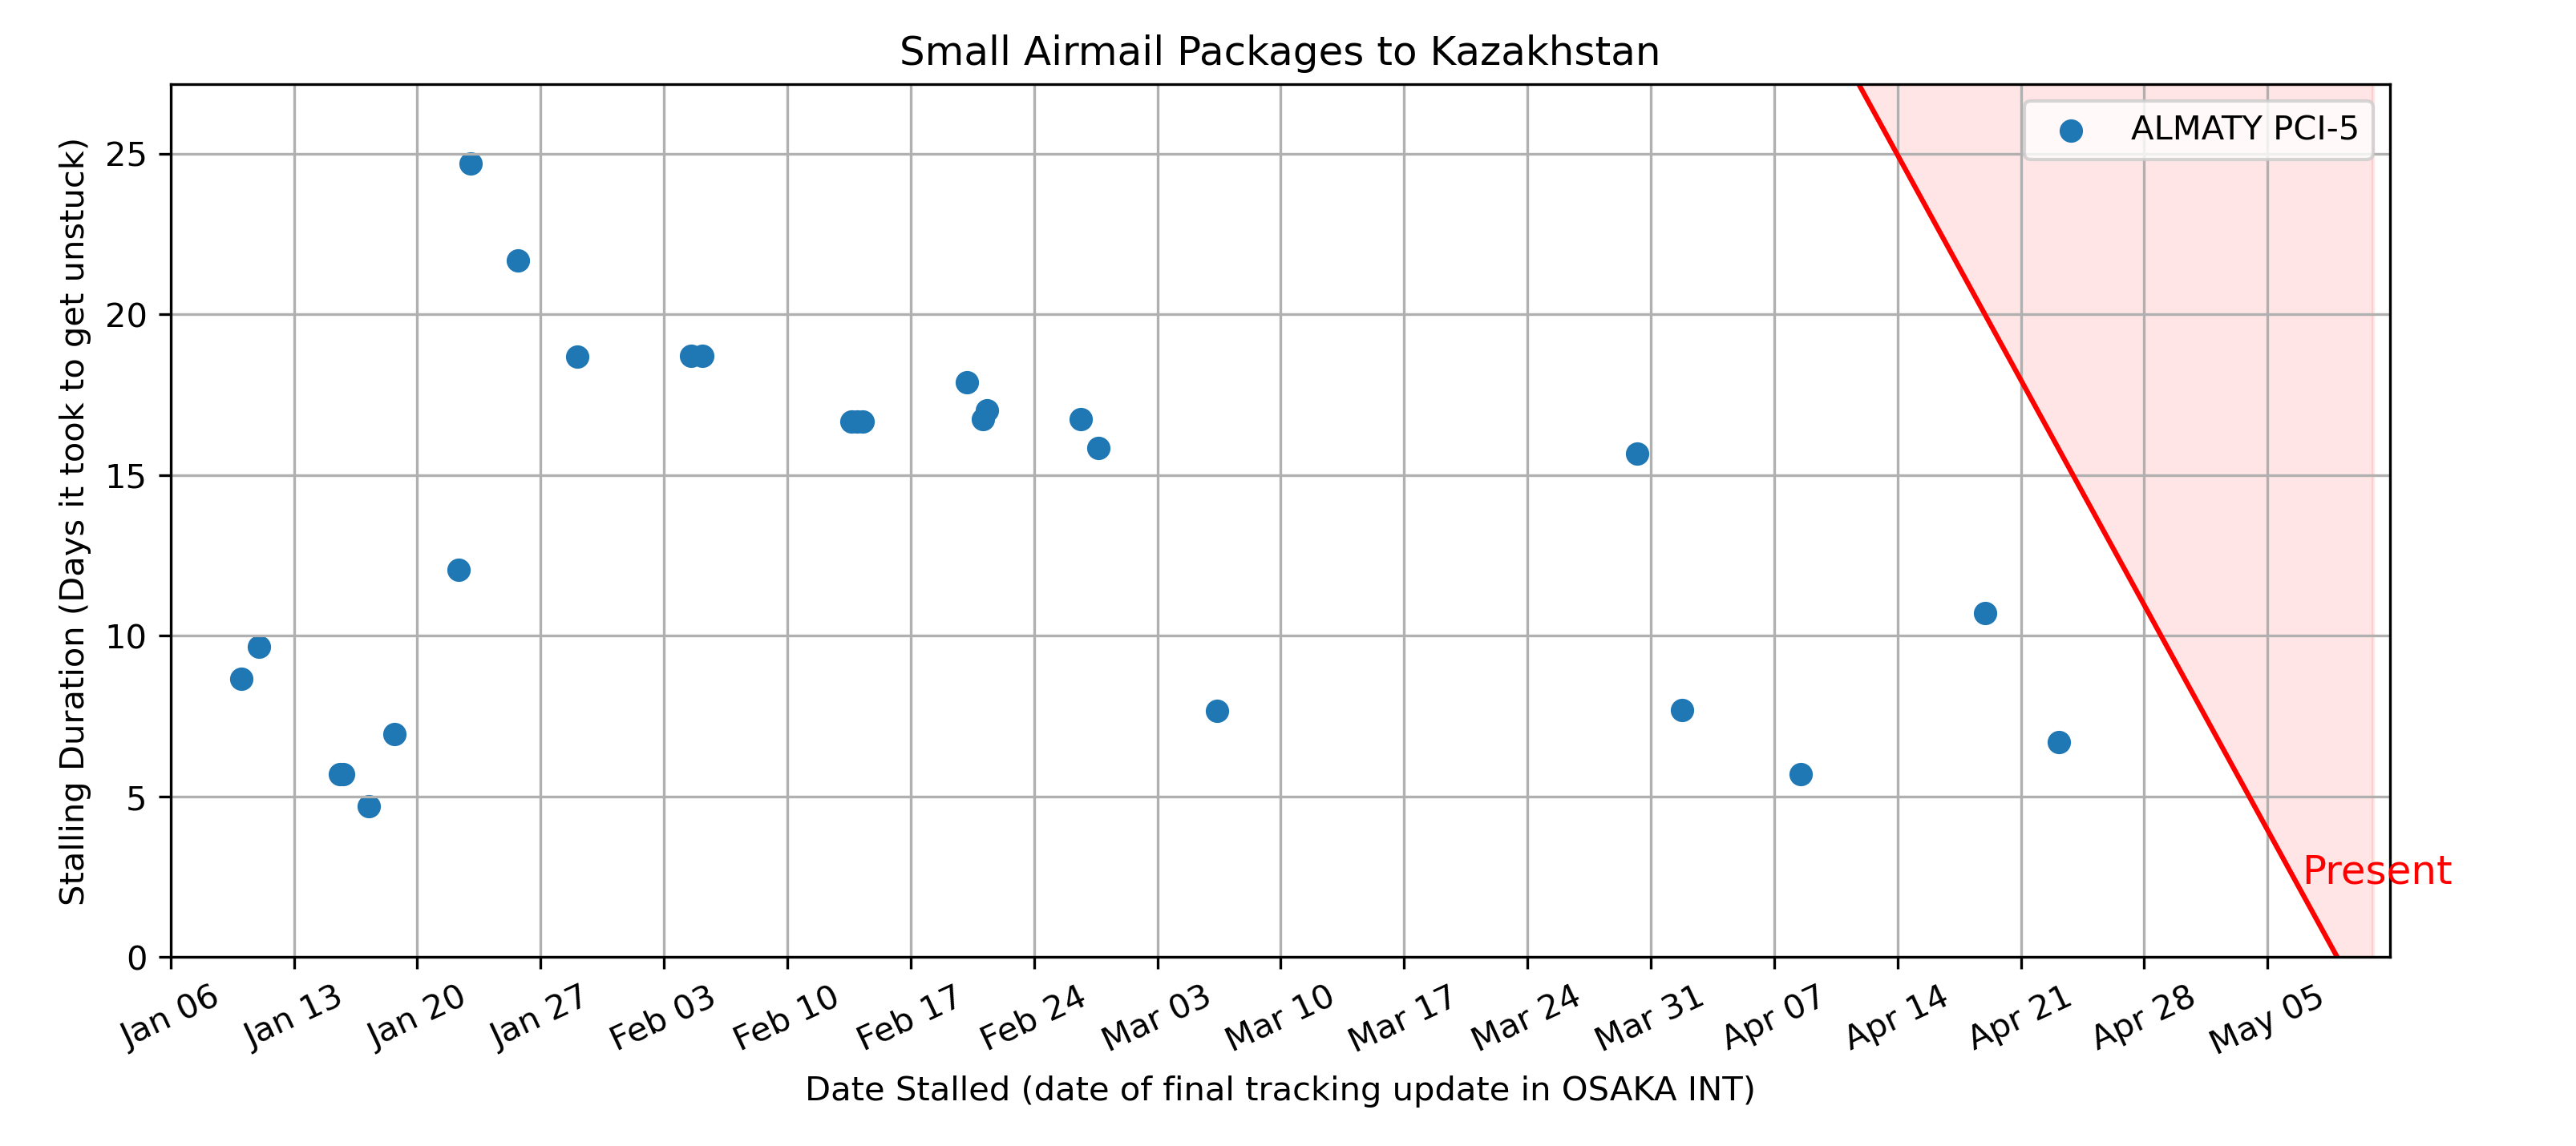 Small Airmail Packages to Kazakhstan
ALMATY PCI-5
Stalling Duration (Days it took to get unstuck)
25
20
15
10
5
0
Present
Jan 06
Jan 13
Jan 20
Jan 27
Feb 03
Feb 10
Feb 17
Feb 24
Mar 03
Mar 10
Mar 17
Mar 24
Mar 31
Apr 07
Apr 14
Apr 21
Apr 28
May 05
Date Stalled (date of final tracking update in OSAKA INT)